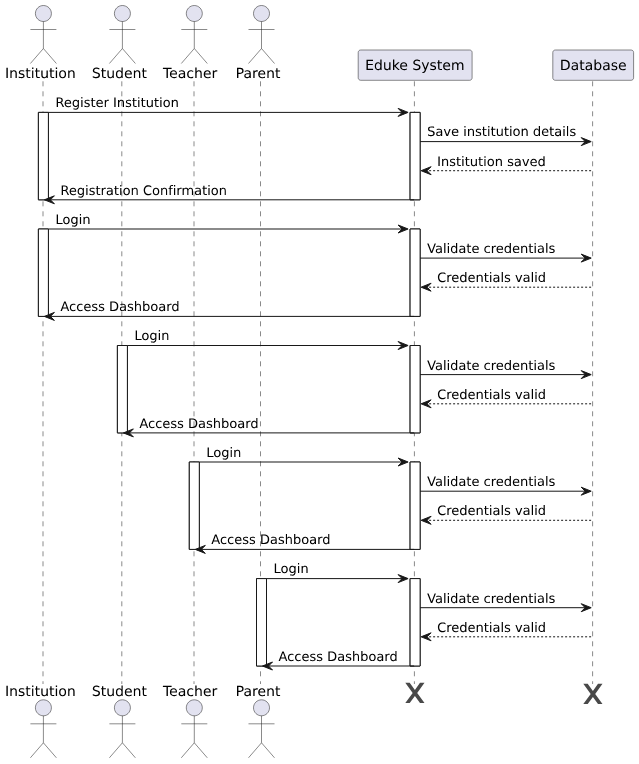 Institution Student Teacher Parent Eduke System Database
Register Institution
Save institution details
Institution saved
Registration Confirmation
Login
Validate credentials
Credentials valid
Access Dashboard
Login
Validate credentials
Credentials valid
Access Dashboard
Login
Validate credentials
Credentials valid
Access Dashboard
Login
Validate credentials
Credentials valid
Access Dashboard
Institution Student Teacher Parent